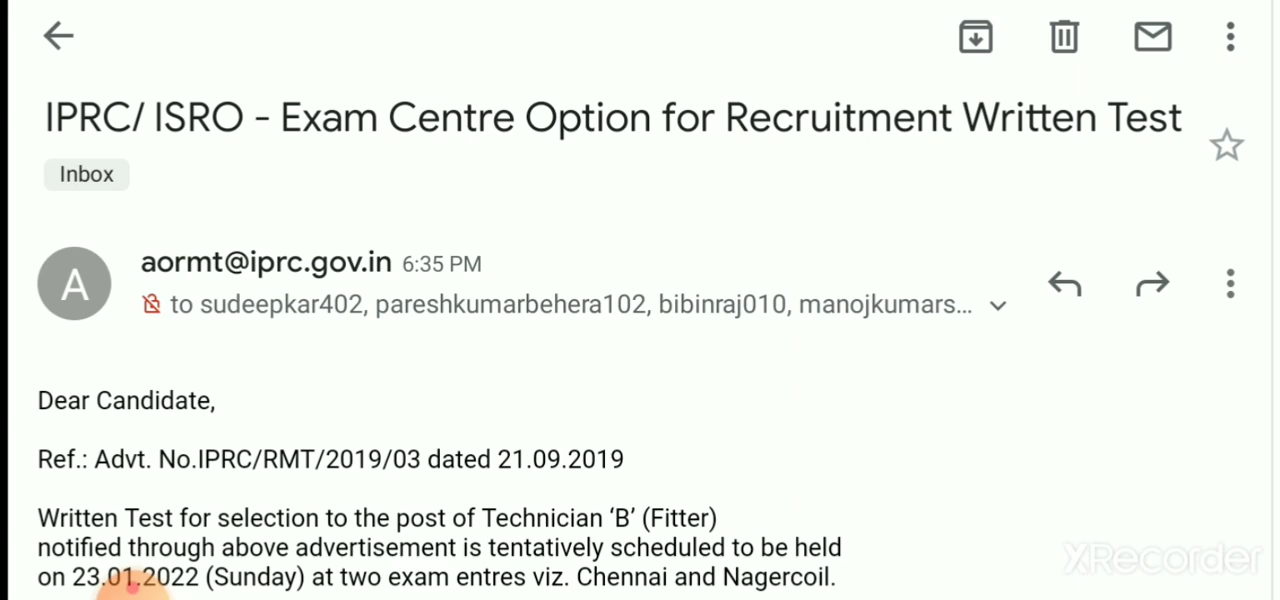 IPRC/ ISRO - Exam Centre Option for Recruitment Written Test
Inbox
A
aormt@iprc.gov.in 6:35 PM
to sudeepkar402, pareshkumarbehera102, bibinraj010, manojkumars...
Dear Candidate,
Ref.: Advt. No.IPRC/RMT/2019/03 dated 21.09.2019
Written Test for selection to the post of Technician ‘B’ (Fitter)
notified through above advertisement is tentatively scheduled to be held
on 23.01.2022 (Sunday) at two exam entres viz. Chennai and Nagercoil.
XRecorder